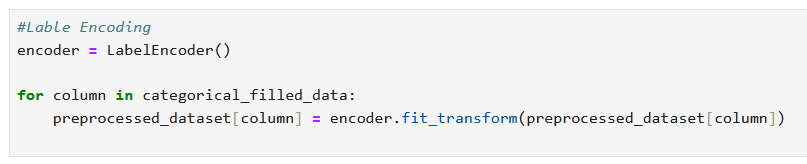 #Lable Encoding
encoder = LabelEncoder()
for column in categorical_filled_data:
    preprocessed_dataset[column] = encoder.fit_transform(preprocessed_dataset[column])